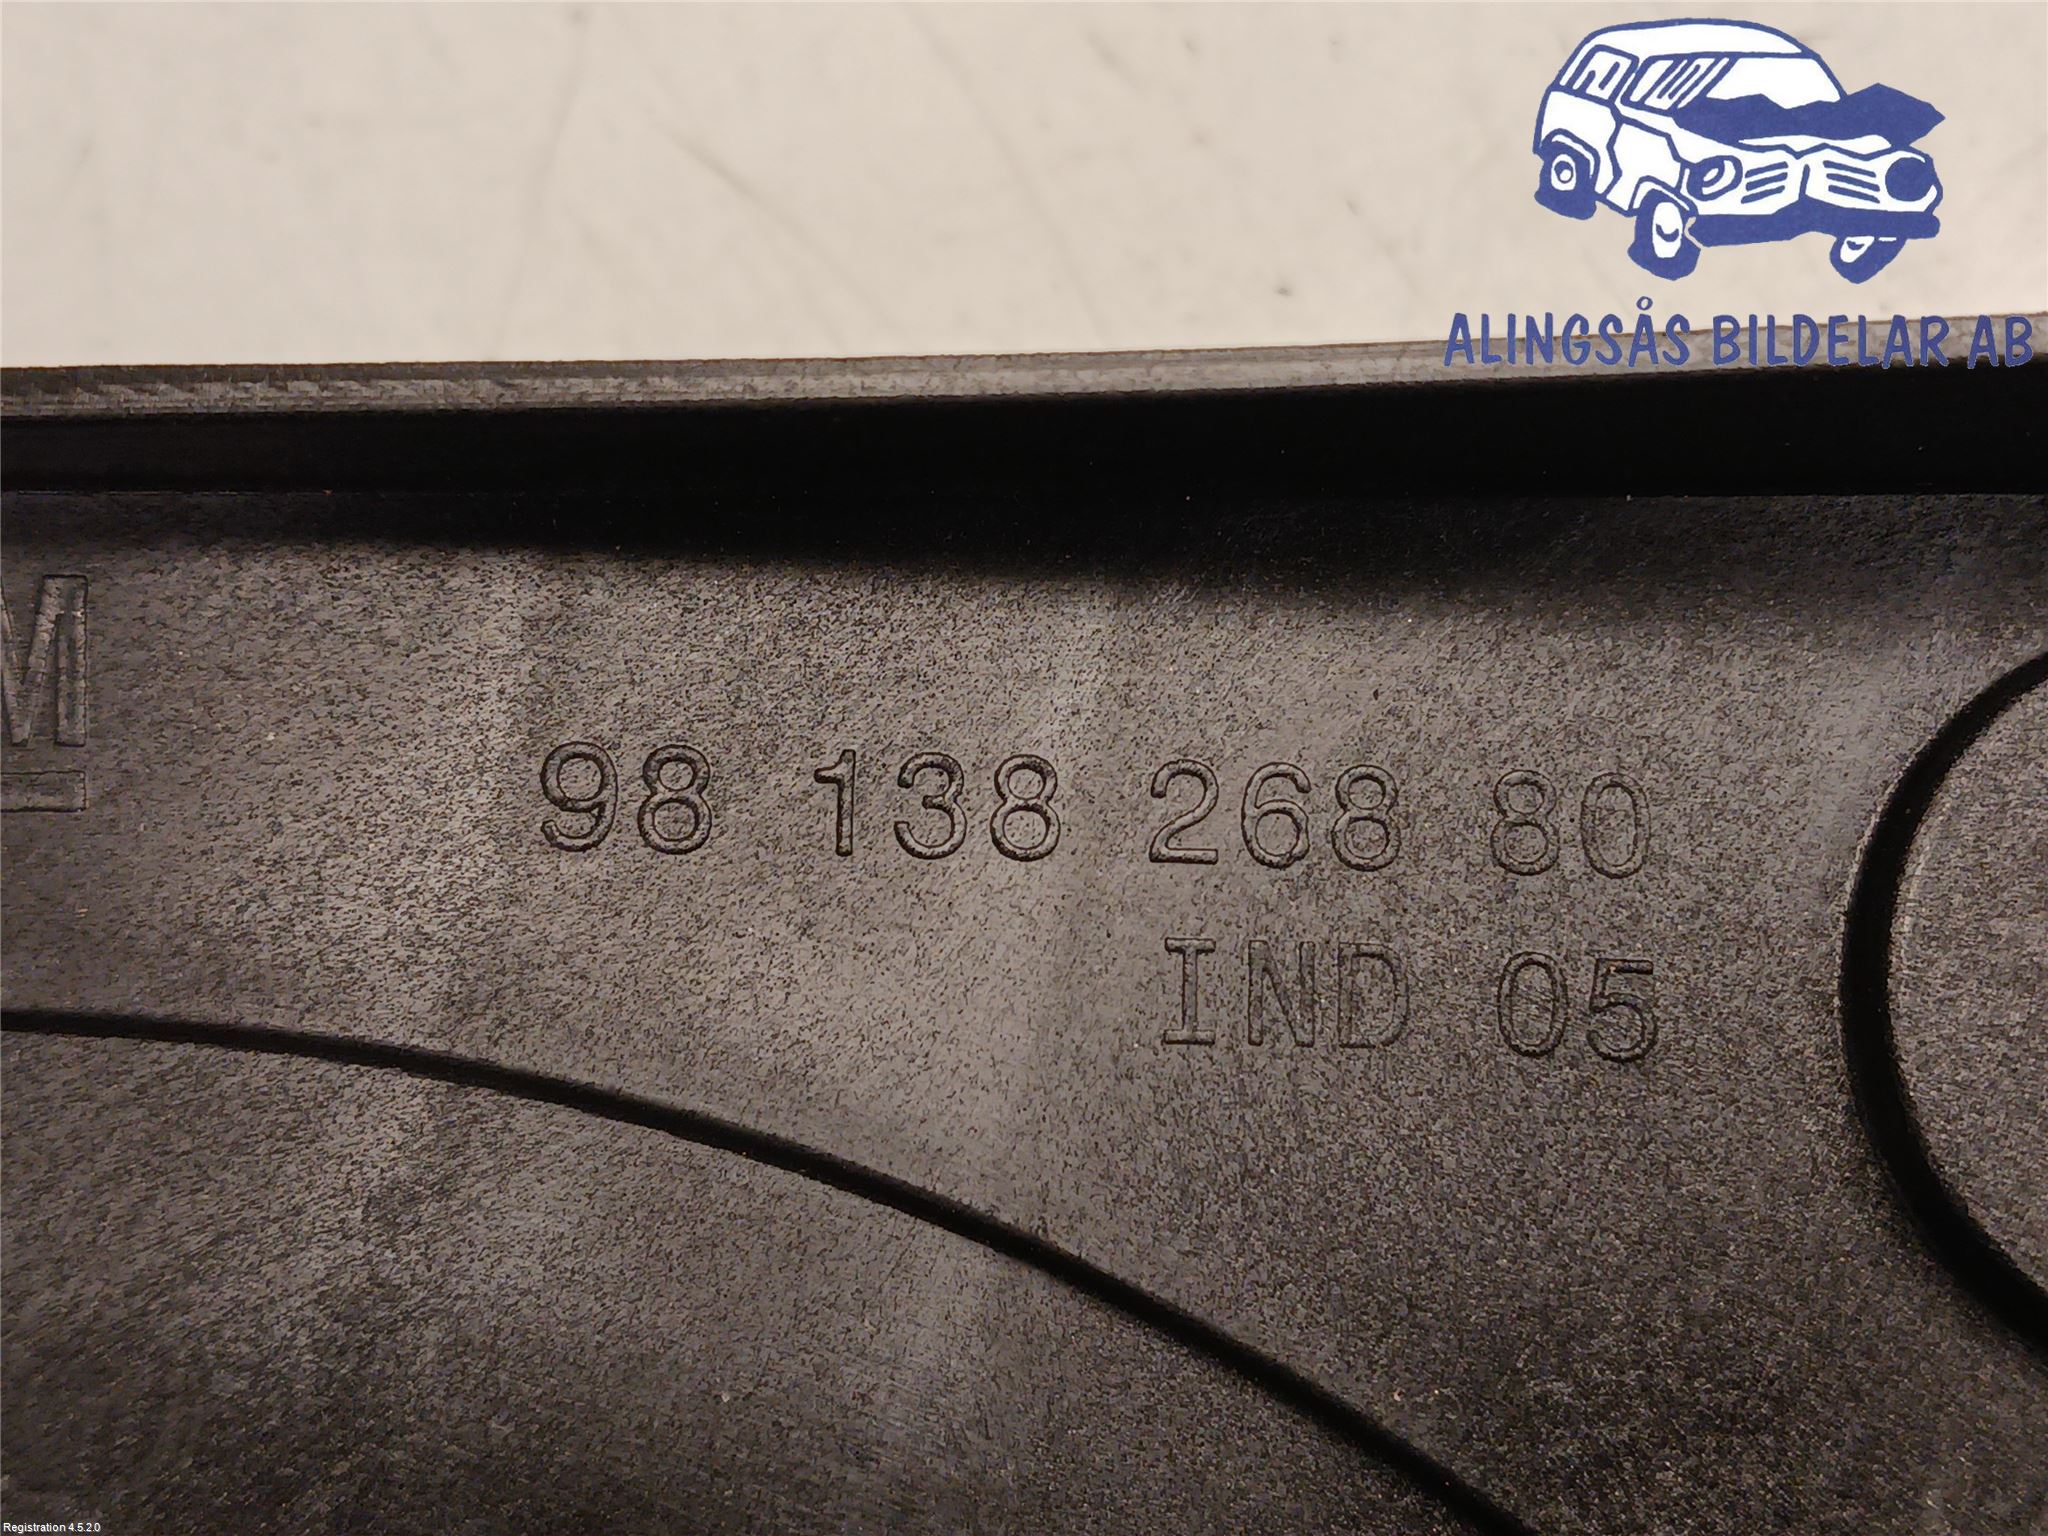 ALINGSÅS BILDELAR AB
M
98 138 268 80
IND 05
Registration 4.5.2.0